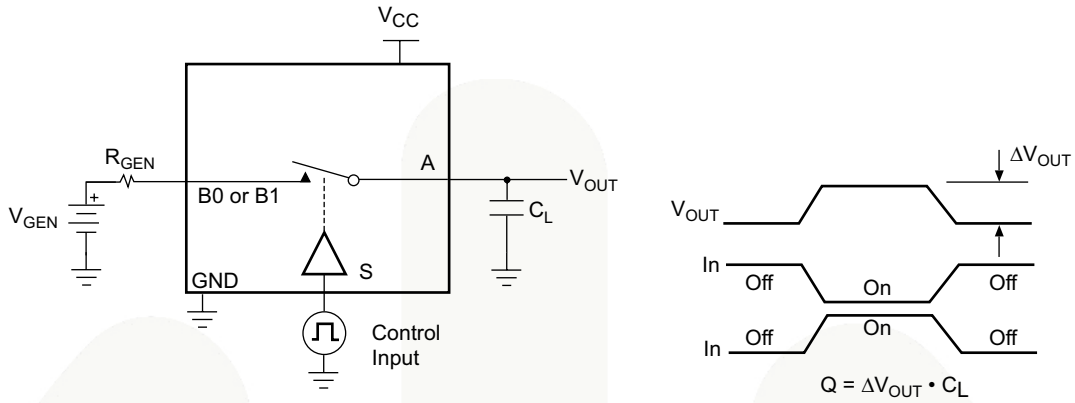 V_CC
R_GEN
A
B0 or B1
V_OUT
V_GEN
+
C_L
S
GND
Control
Input
ΔV_OUT
V_OUT
In
Off
On
Off
In
Off
On
Off
Q = ΔV_OUT • C_L